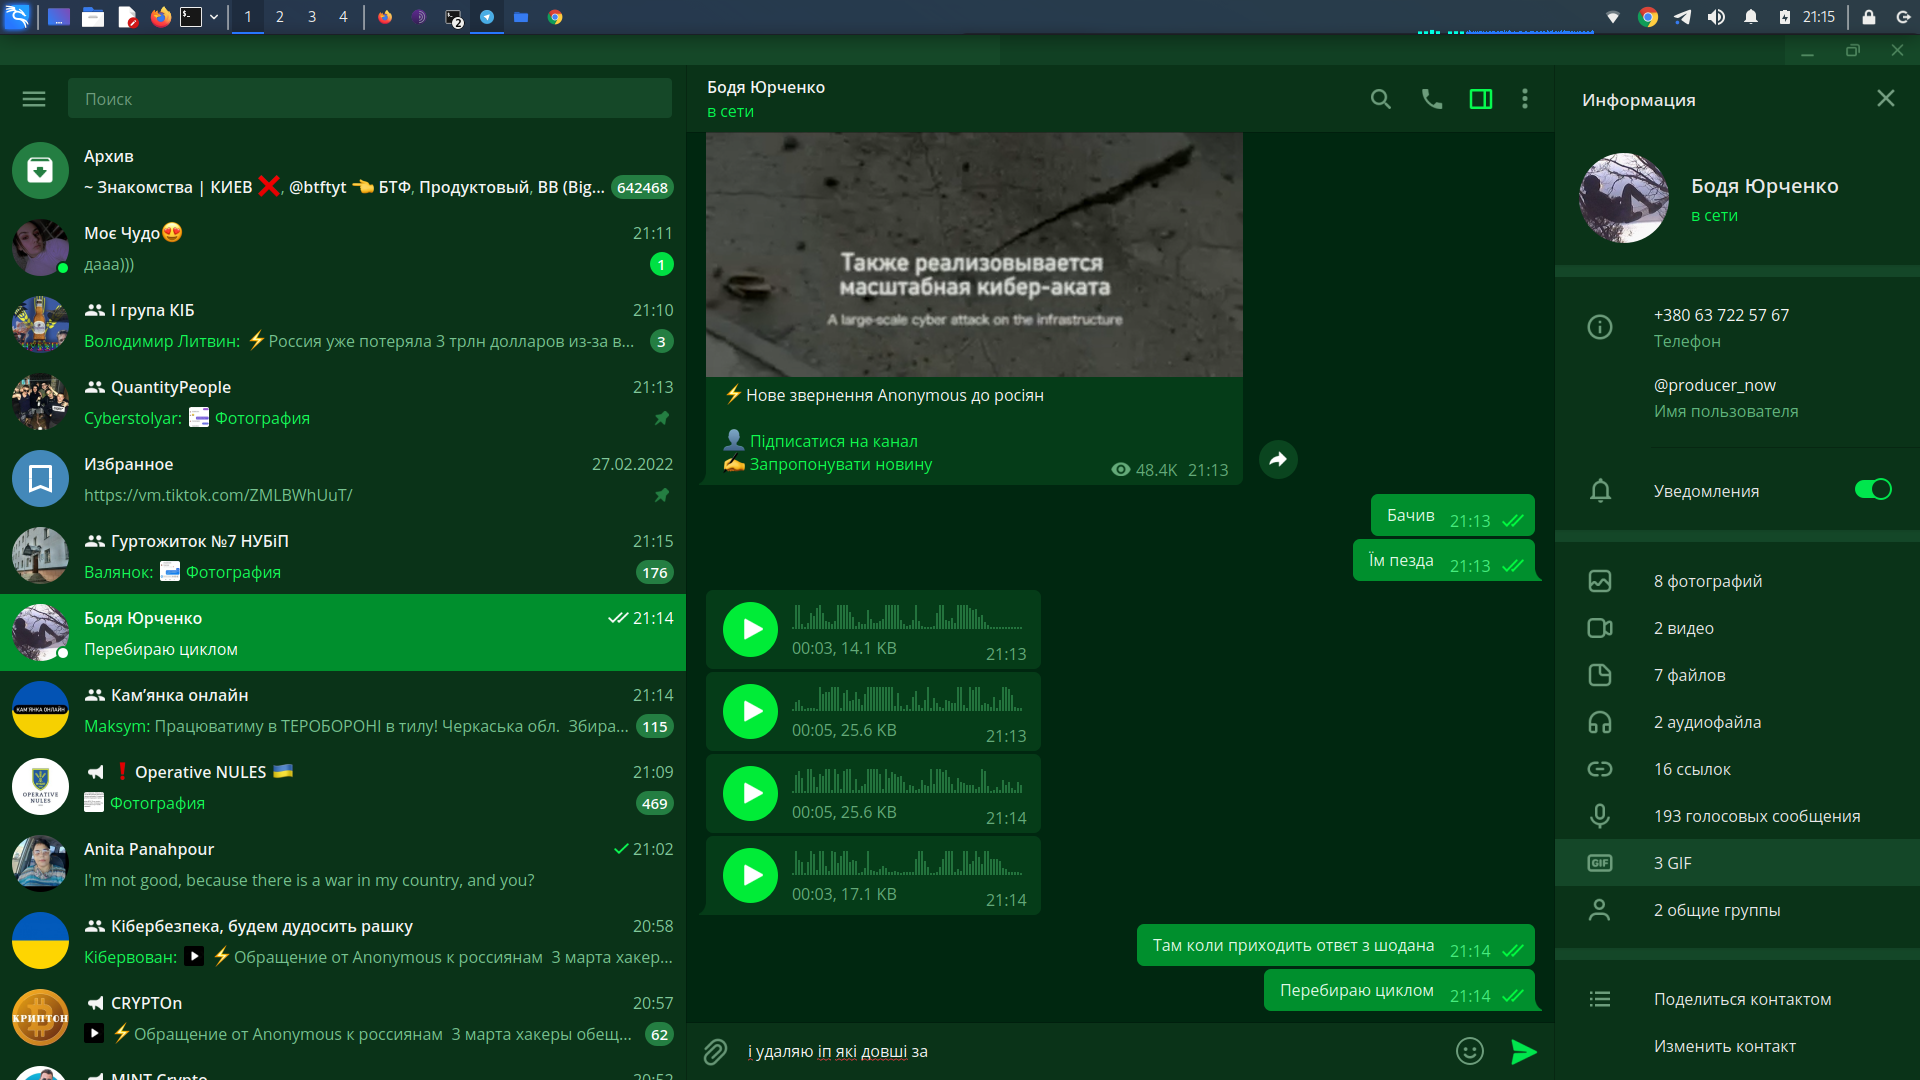 1
2
3
4
2
21:15
Поиск
Архив
~ Знакомства | КИЕВ ❌, @btftyt 👈 БТФ, Продуктовый, ВВ (Big...
642468
Моє Чудо😍
21:11
дааа)))
1
І група КІБ
21:10
Володимир Литвин: ⚡Россия уже потеряла 3 трлн долларов из-за в...
3
QuantityPeople
21:13
Cyberstolyar: Фотография
Избранное
27.02.2022
https://vm.tiktok.com/ZMLBWhUuT/
Гуртожиток №7 НУБіП
21:15
Валянок: Фотография
176
Бодя Юрченко
21:14
Перебираю циклом
Кам’янка онлайн
21:14
КАМ'ЯНКА ОНЛАЙН
Maksym: Працюватиму в ТЕРОБОРОНІ в тилу! Черкаська обл. Збира...
115
❗Operative NULES 🇺🇦
21:09
OPERATIVE
NULES
Фотография
469
Anita Panahpour
21:02
I'm not good, because there is a war in my country, and you?
Кібербезпека, будем дудосить рашку
20:58
Кібервован: ⚡Обращение от Anonymous к россиянам 3 марта хакер...
CRYPTOn
20:57
КРИПТОН
⚡Обращение от Anonymous к россиянам 3 марта хакеры обещ...
62
MINT Crypto
20:52
Бодя Юрченко
в сети
Также реализовывается
масштабная кибер-аката
A large-scale cyber attack on the infrastructure
⚡Нове звернення Anonymous до росіян
👤 Підписатися на канал
✍ Запропонувати новину
48.4K 21:13
Бачив 21:13
Їм пезда 21:13
00:03, 14.1 KB
21:13
00:05, 25.6 KB
21:13
00:05, 25.6 KB
21:14
00:03, 17.1 KB
21:14
Там коли приходить ответ з шодана 21:14
Перебираю циклом 21:14
і удаляю іп які довші за
Информация
Бодя Юрченко
в сети
+380 63 722 57 67
Телефон
@producer_now
Имя пользователя
Уведомления
8 фотографий
2 видео
7 файлов
2 аудиофайла
16 ссылок
193 голосовых сообщения
GIF
3 GIF
2 общие группы
Поделиться контактом
Изменить контакт